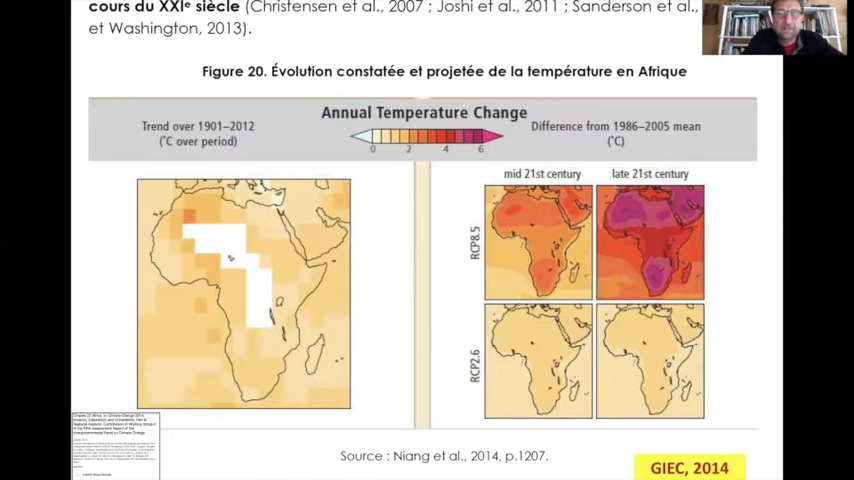 cours du XXIᵉ siècle (Christensen et al., 2007 ; Joshi et al., 2011 ; Sanderson et al.,
et Washington, 2013).
Figure 20. Évolution constatée et projetée de la température en Afrique
Annual Temperature Change
Trend over 1901–2012
(˚C over period)
0 2 4 6
Difference from 1986–2005 mean
(˚C)
mid 21st century
late 21st century
RCP8.5
RCP2.6
Source : Niang et al., 2014, p.1207.
GIEC, 2014